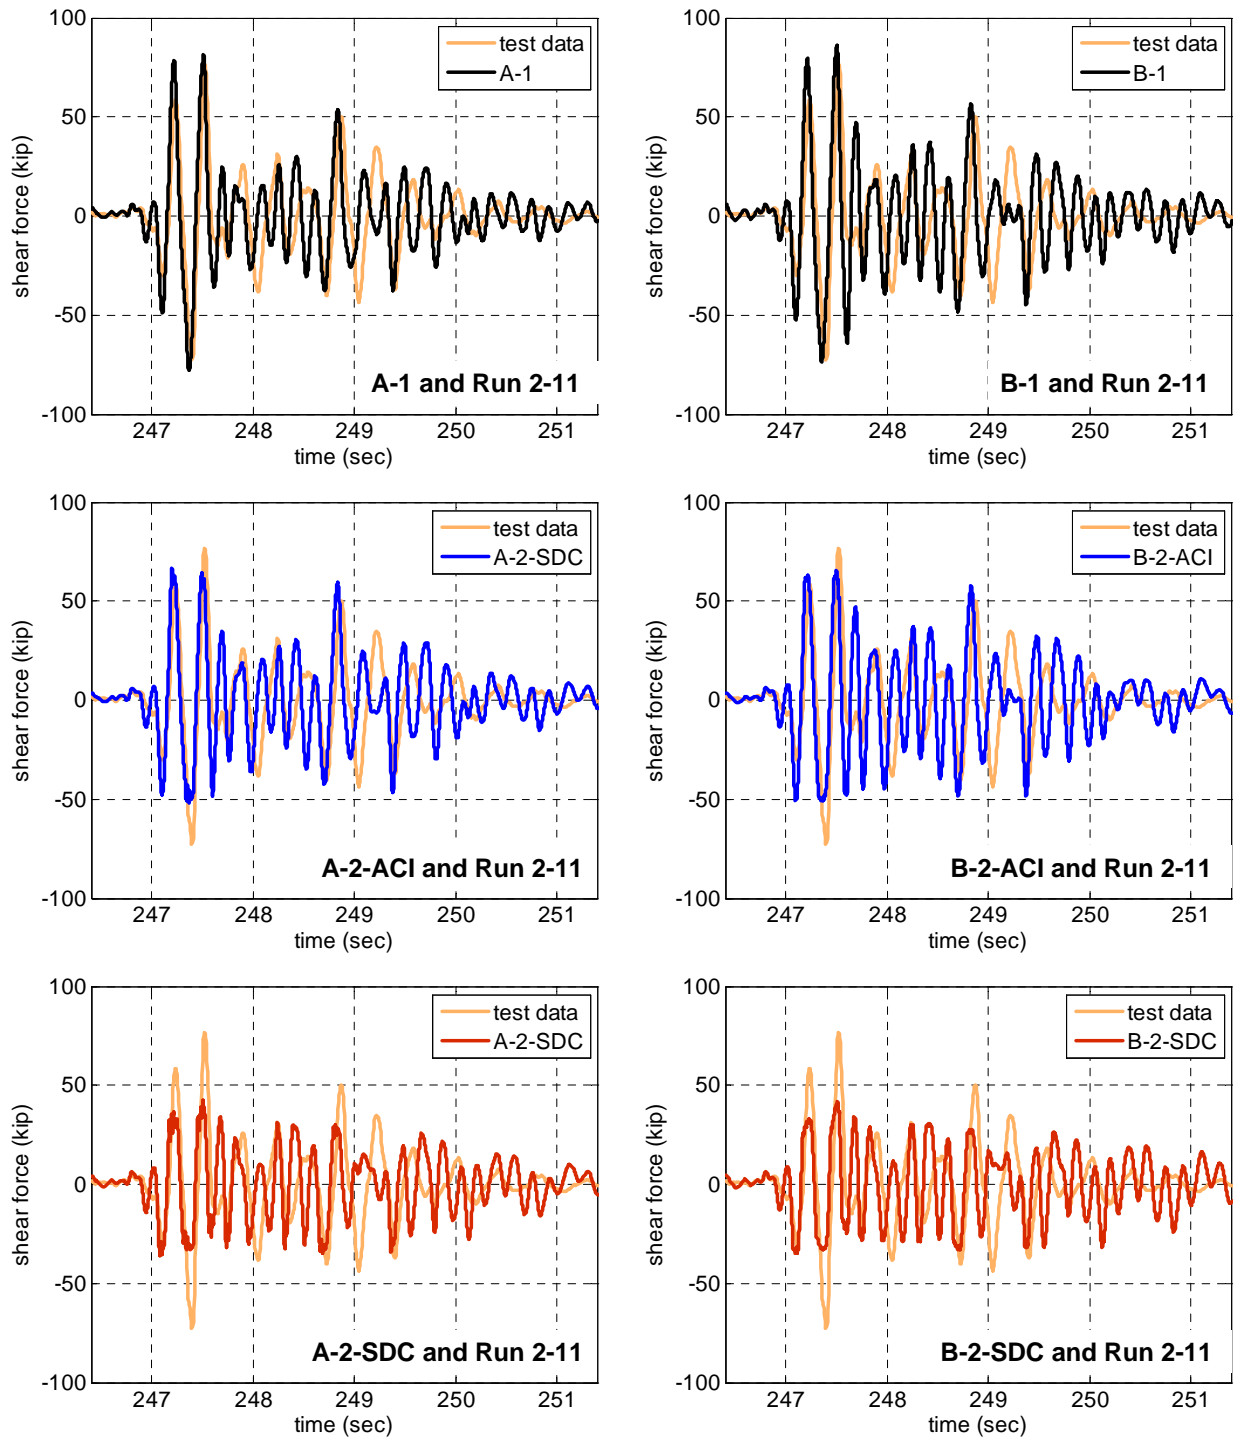 100
50
0
-50
-100
shear force (kip)
test data
A-1
A-1 and Run 2-11
247
248
249
250
251
time (sec)
100
50
0
-50
-100
shear force (kip)
test data
B-1
B-1 and Run 2-11
247
248
249
250
251
time (sec)
100
50
0
-50
-100
shear force (kip)
test data
A-2-SDC
A-2-ACI and Run 2-11
247
248
249
250
251
time (sec)
100
50
0
-50
-100
shear force (kip)
test data
B-2-ACI
B-2-ACI and Run 2-11
247
248
249
250
251
time (sec)
100
50
0
-50
-100
shear force (kip)
test data
A-2-SDC
A-2-SDC and Run 2-11
247
248
249
250
251
time (sec)
100
50
0
-50
-100
shear force (kip)
test data
B-2-SDC
B-2-SDC and Run 2-11
247
248
249
250
251
time (sec)